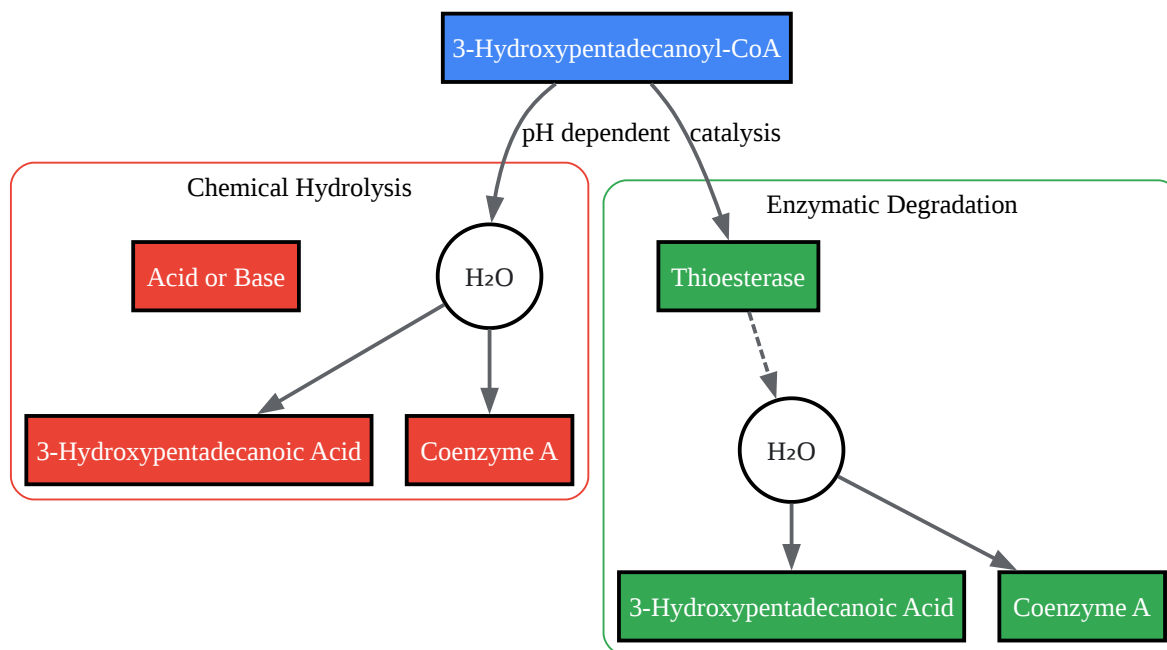 3-Hydroxypentadecanoyl-CoA
pH dependent
catalysis
Chemical Hydrolysis
Enzymatic Degradation
Acid or Base
H₂O
Thioesterase
3-Hydroxypentadecanoic Acid
Coenzyme A
H₂O
3-Hydroxypentadecanoic Acid
Coenzyme A